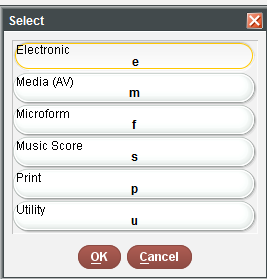 Select
Electronic
e
Media (AV)
m
Microform
f
Music Score
s
Print
p
Utility
u
OK Cancel